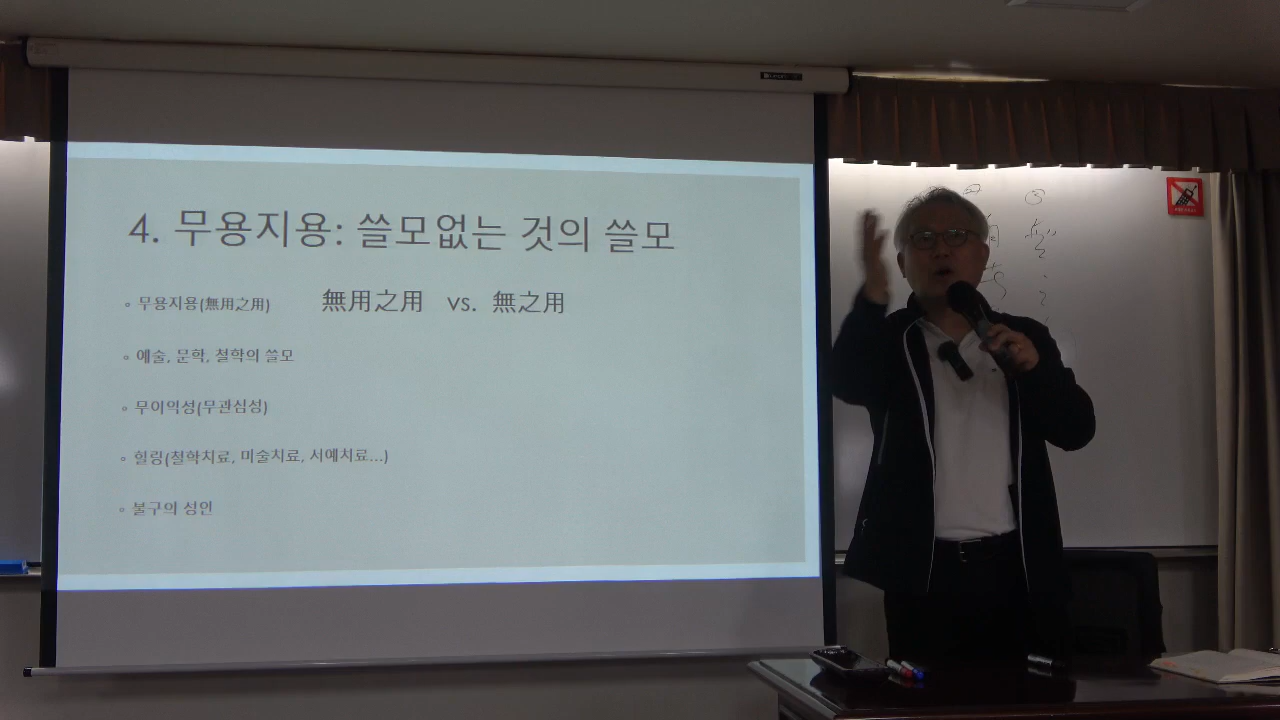 4. 무용지용: 쓸모없는 것의 쓸모
무용지용(無用之用) 無用之用 vs. 無之用
예술, 문학, 철학의 쓸모
무이익성(무관심성)
힐링(철학치료, 미술치료, 서예치료...)
불구의 성인